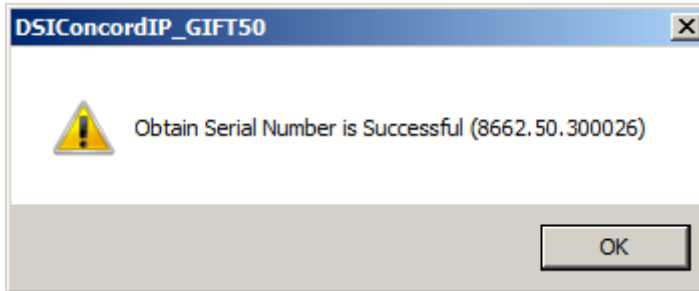 DSIConcordIP_GIFT50
Obtain Serial Number is Successful (8662.50.300026)
OK